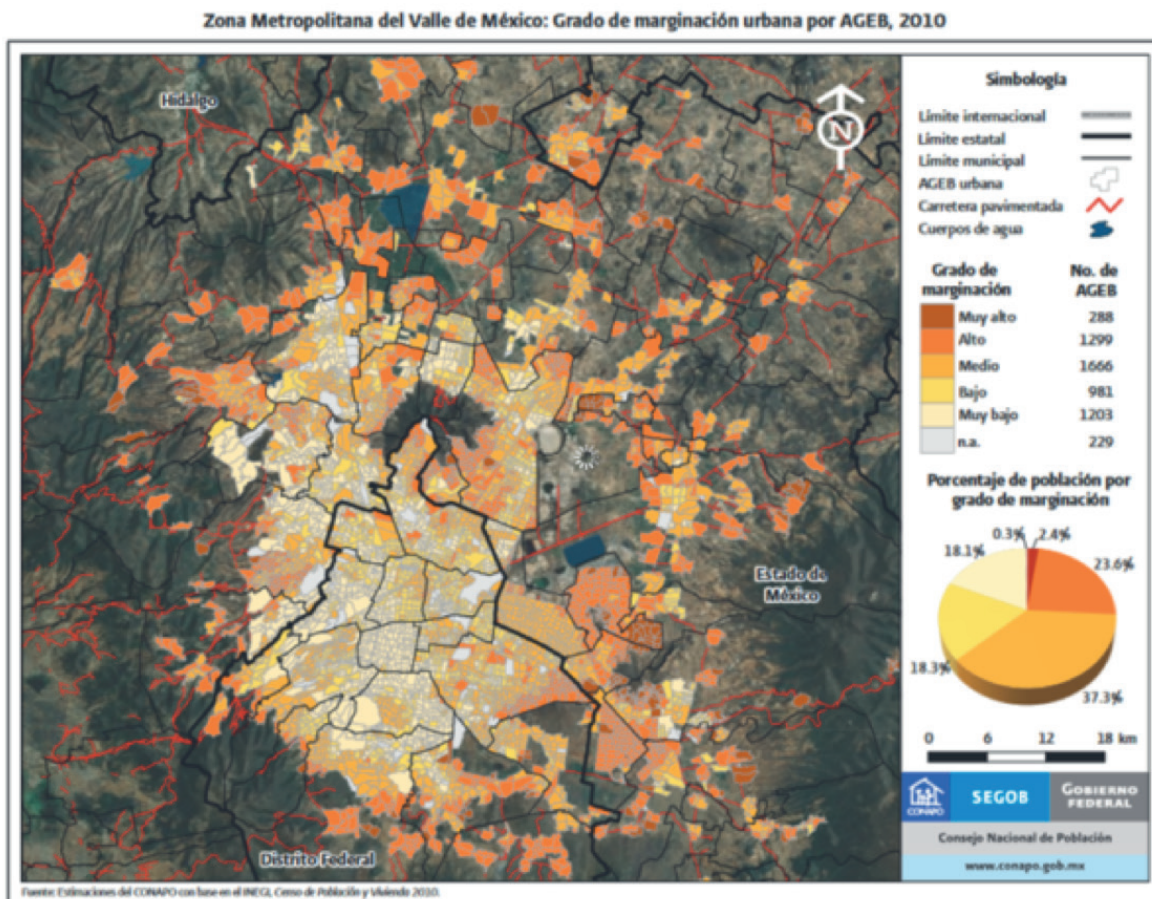 Zona Metropolitana del Valle de México: Grado de marginación urbana por AGEB, 2010
Hidalgo
N
Estado de
México
Distrito Federal
Simbología
Límite internacional
Límite estatal
Límite municipal
AGEB urbana
Carretera pavimentada
Cuerpos de agua
Grado de marginación No. de AGEB
Muy alto 288
Alto 1299
Medio 1666
Bajo 981
Muy bajo 1203
n.a. 229
Porcentaje de población por
grado de marginación
0.3% 2.4%
18.1% 23.6%
18.3%
37.3%
0 6 12 18 km
CONAPO SEGOB GOBIERNO FEDERAL
Consejo Nacional de Población
www.conapo.gob.mx
Fuente: Estimaciones del CONAPO con base en el INEGI, Censo de Población y Vivienda 2010.